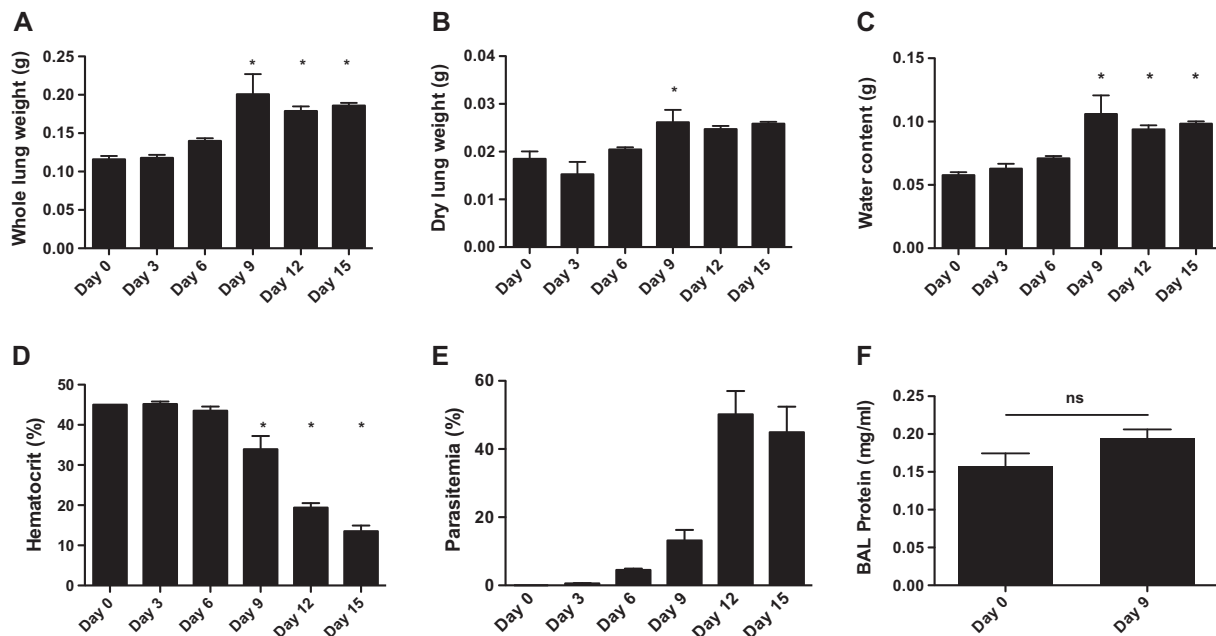 A
Whole lung weight (g)
0.25
0.20
0.15
0.10
0.05
0.00
* * *
Day 0 Day 3 Day 6 Day 9 Day 12 Day 15
B
Dry lung weight (g)
0.04
0.03
0.02
0.01
0.00
*
Day 0 Day 3 Day 6 Day 9 Day 12 Day 15
C
Water content (g)
0.15
0.10
0.05
0.00
* * *
Day 0 Day 3 Day 6 Day 9 Day 12 Day 15
D
Hematocrit (%)
50
40
30
20
10
0
* * *
Day 0 Day 3 Day 6 Day 9 Day 12 Day 15
E
Parasitemia (%)
60
40
20
0
Day 0 Day 3 Day 6 Day 9 Day 12 Day 15
F
BAL Protein (mg/ml)
0.25
0.20
0.15
0.10
0.05
0.00
ns
Day 0 Day 9